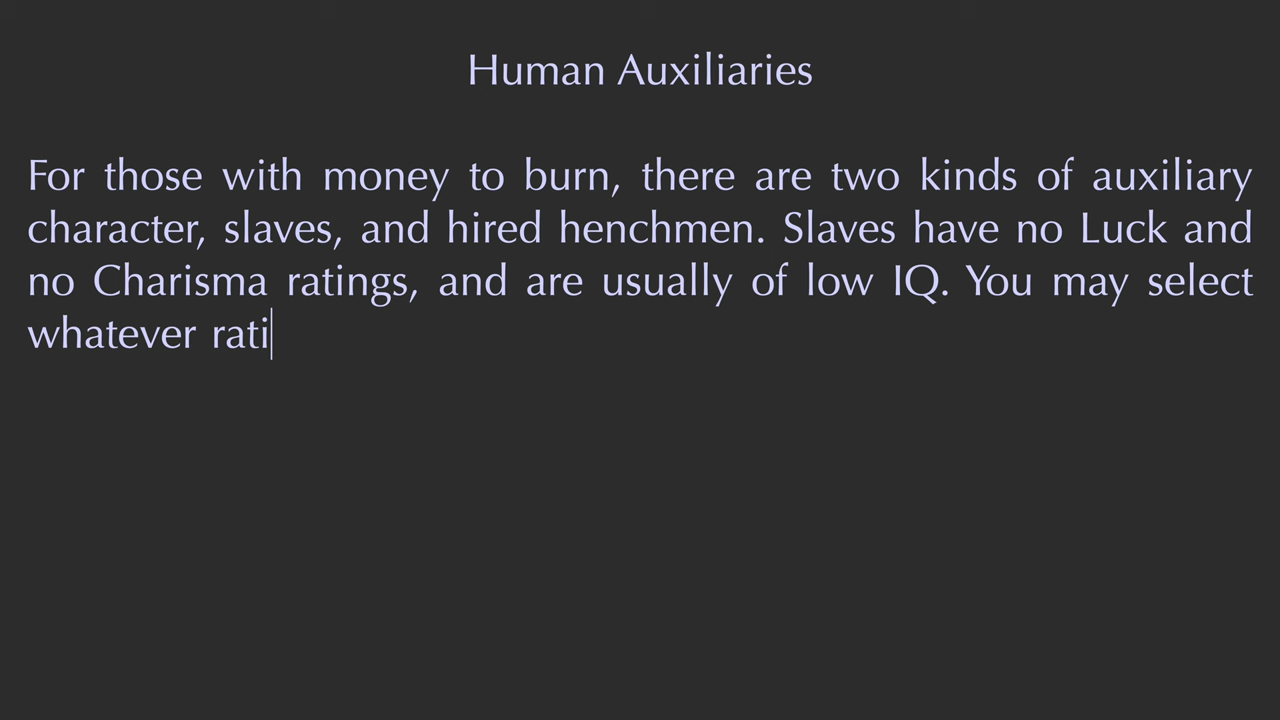 Human Auxiliaries
For those with money to burn, there are two kinds of auxiliary
character, slaves, and hired henchmen. Slaves have no Luck and
no Charisma ratings, and are usually of low IQ. You may select
whatever rati